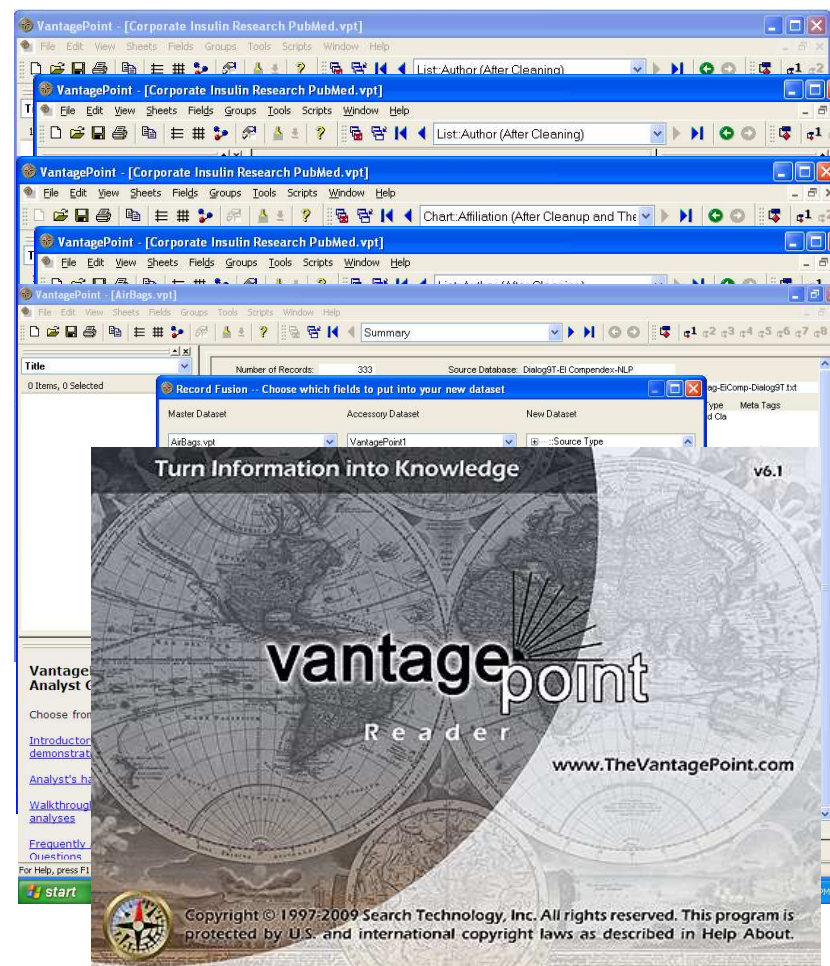 VantagePoint - [Corporate Insulin Research PubMed.vpt]
File Edit View Sheets Fields Groups Tools Scripts Window Help
List::Author (After Cleaning)
VantagePoint - [Corporate Insulin Research PubMed.vpt]
File Edit View Sheets Fields Groups Tools Scripts Window Help
List::Author (After Cleaning)
VantagePoint - [Corporate Insulin Research PubMed.vpt]
File Edit View Sheets Fields Groups Tools Scripts Window Help
Chart::Affiliation (After Cleanup and The
VantagePoint - [Corporate Insulin Research PubMed.vpt]
File Edit View Sheets Fields Groups Tools Scripts Window Help
VantagePoint - [AirBags.vpt]
File Edit View Sheets Fields Groups Tools Scripts Window Help
Summary
Title
0 Items, 0 Selected
Number of Records: 333 Source Database: Dialog9T-EI Compendex-NLP
ag-EiComp-Dialog9T.txt
Record Fusion -- Choose which fields to put into your new dataset
Meta Tags
Master Dataset Accessory Dataset New Dataset
AirBags.vpt VantagePoint1 ::Source Type
Turn Information into Knowledge v6.1
vantagepoint
Reader
www.TheVantagePoint.com
Vantage
Analyst
Choose from
Introductor
demonstrati
Analyst's ha
Walkthroug
analyses
Frequently
Questions
For Help, press F1
start
Copyright © 1997-2009 Search Technology, Inc. All rights reserved. This program is
protected by U.S. and international copyright laws as described in Help About.